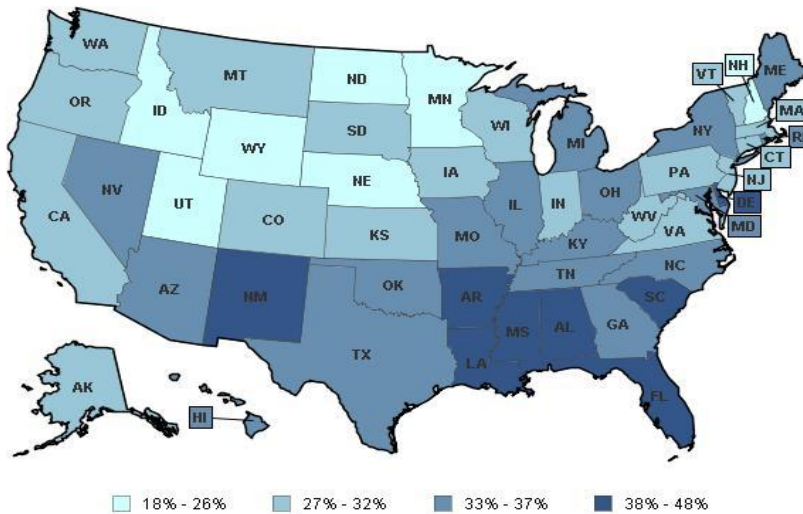 WA
MT
ND
MN
VT
NH
ME
OR
ID
SD
WI
MI
NY
MA
R
CT
WY
IA
PA
NJ
NV
UT
NE
IL
IN
OH
DE
CA
CO
KS
MO
WV
VA
MD
KY
AZ
NM
OK
AR
TN
NC
SC
TX
LA
MS
AL
GA
FL
AK
HI
18% - 26%
27% - 32%
33% - 37%
38% - 48%